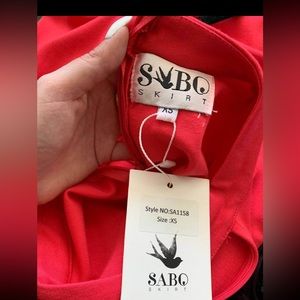 SABO
SKIRT
XS
Style NO:SA1158
Size :XS
SABO
SKIRT